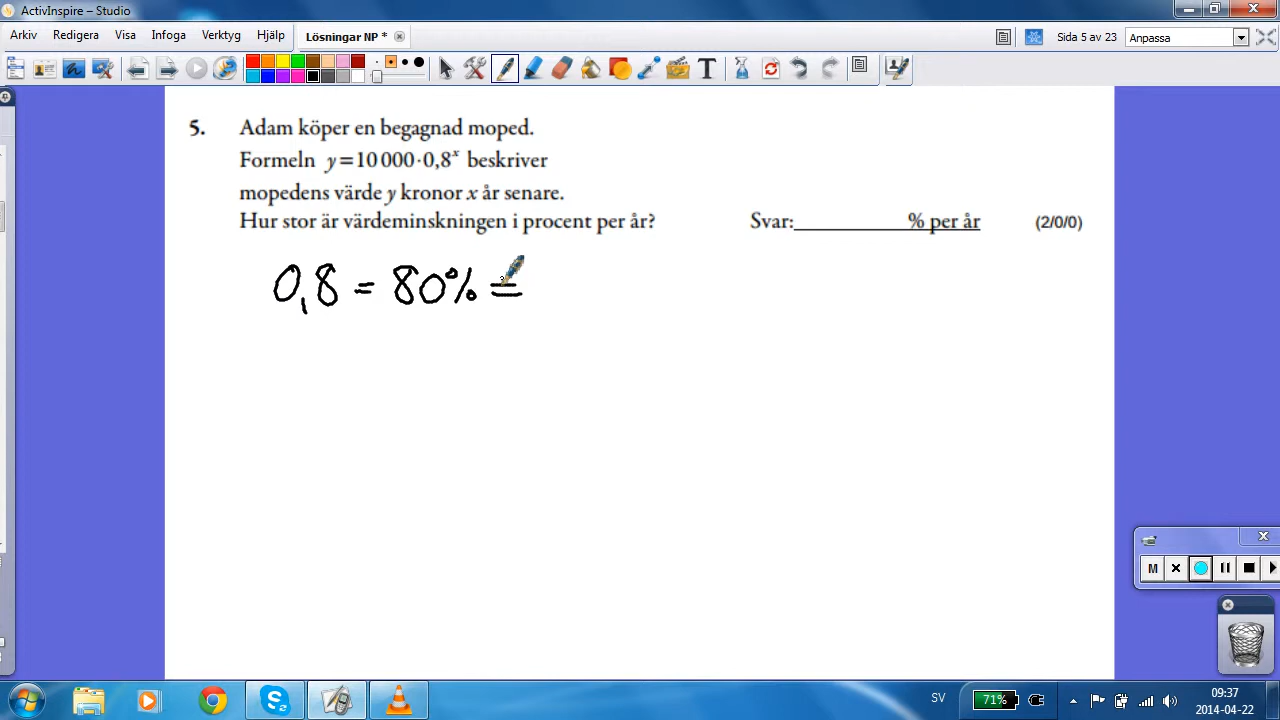 ActivInspire – Studio
Arkiv Redigera Visa Infoga Verktyg Hjälp Lösningar NP * Sida 5 av 23 Anpassa
5. Adam köper en begagnad moped.
Formeln y = 10 000 · 0,8ˣ beskriver
mopedens värde y kronor x år senare.
Hur stor är värdeminskningen i procent per år? Svar:__________% per år (2/0/0)
0,8 = 80% =
M
SV 71% 09:37
2014-04-22